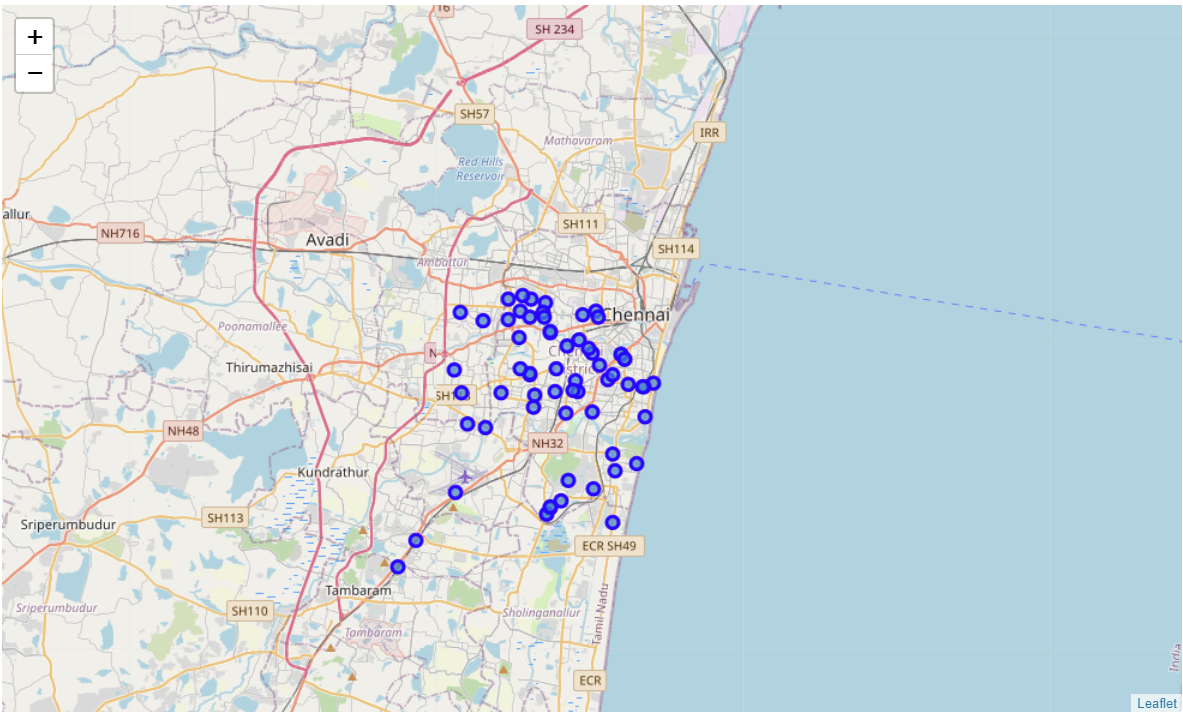 +
−
16
SH 234
SH57
IRR
Mathavaram
Red Hills
Reservoir
allur
SH111
NH716
Avadi
SH114
Ambattur
Chennai
Poonamallee
N
Chennai
District
Thirumazhisai
NH48
NH32
Kundrathur
SH113
Sriperumbudur
ECR SH49
Tambaram
Sriperumbudur
SH110
Sholinganallur
Tamil Nadu
Tambaram
India
ECR
Leaflet